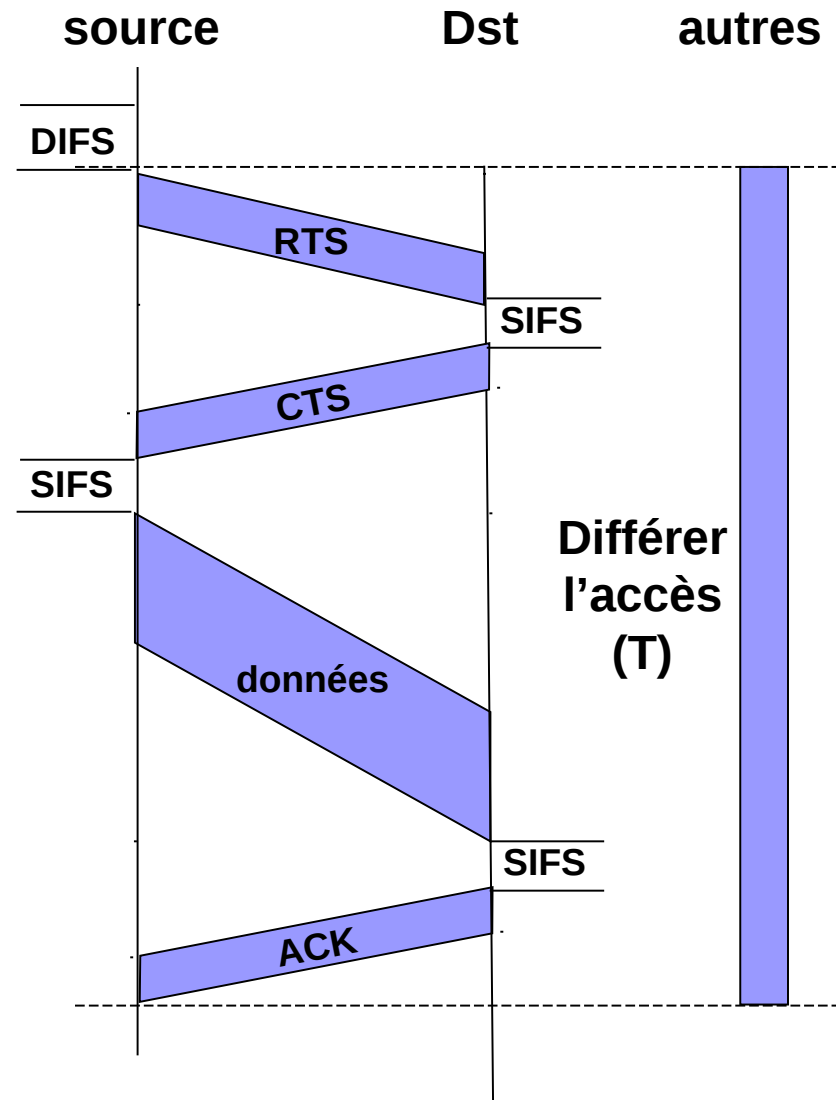 source
Dst
autres
DIFS
RTS
SIFS
CTS
SIFS
Différer
l’accès
(T)
données
SIFS
ACK